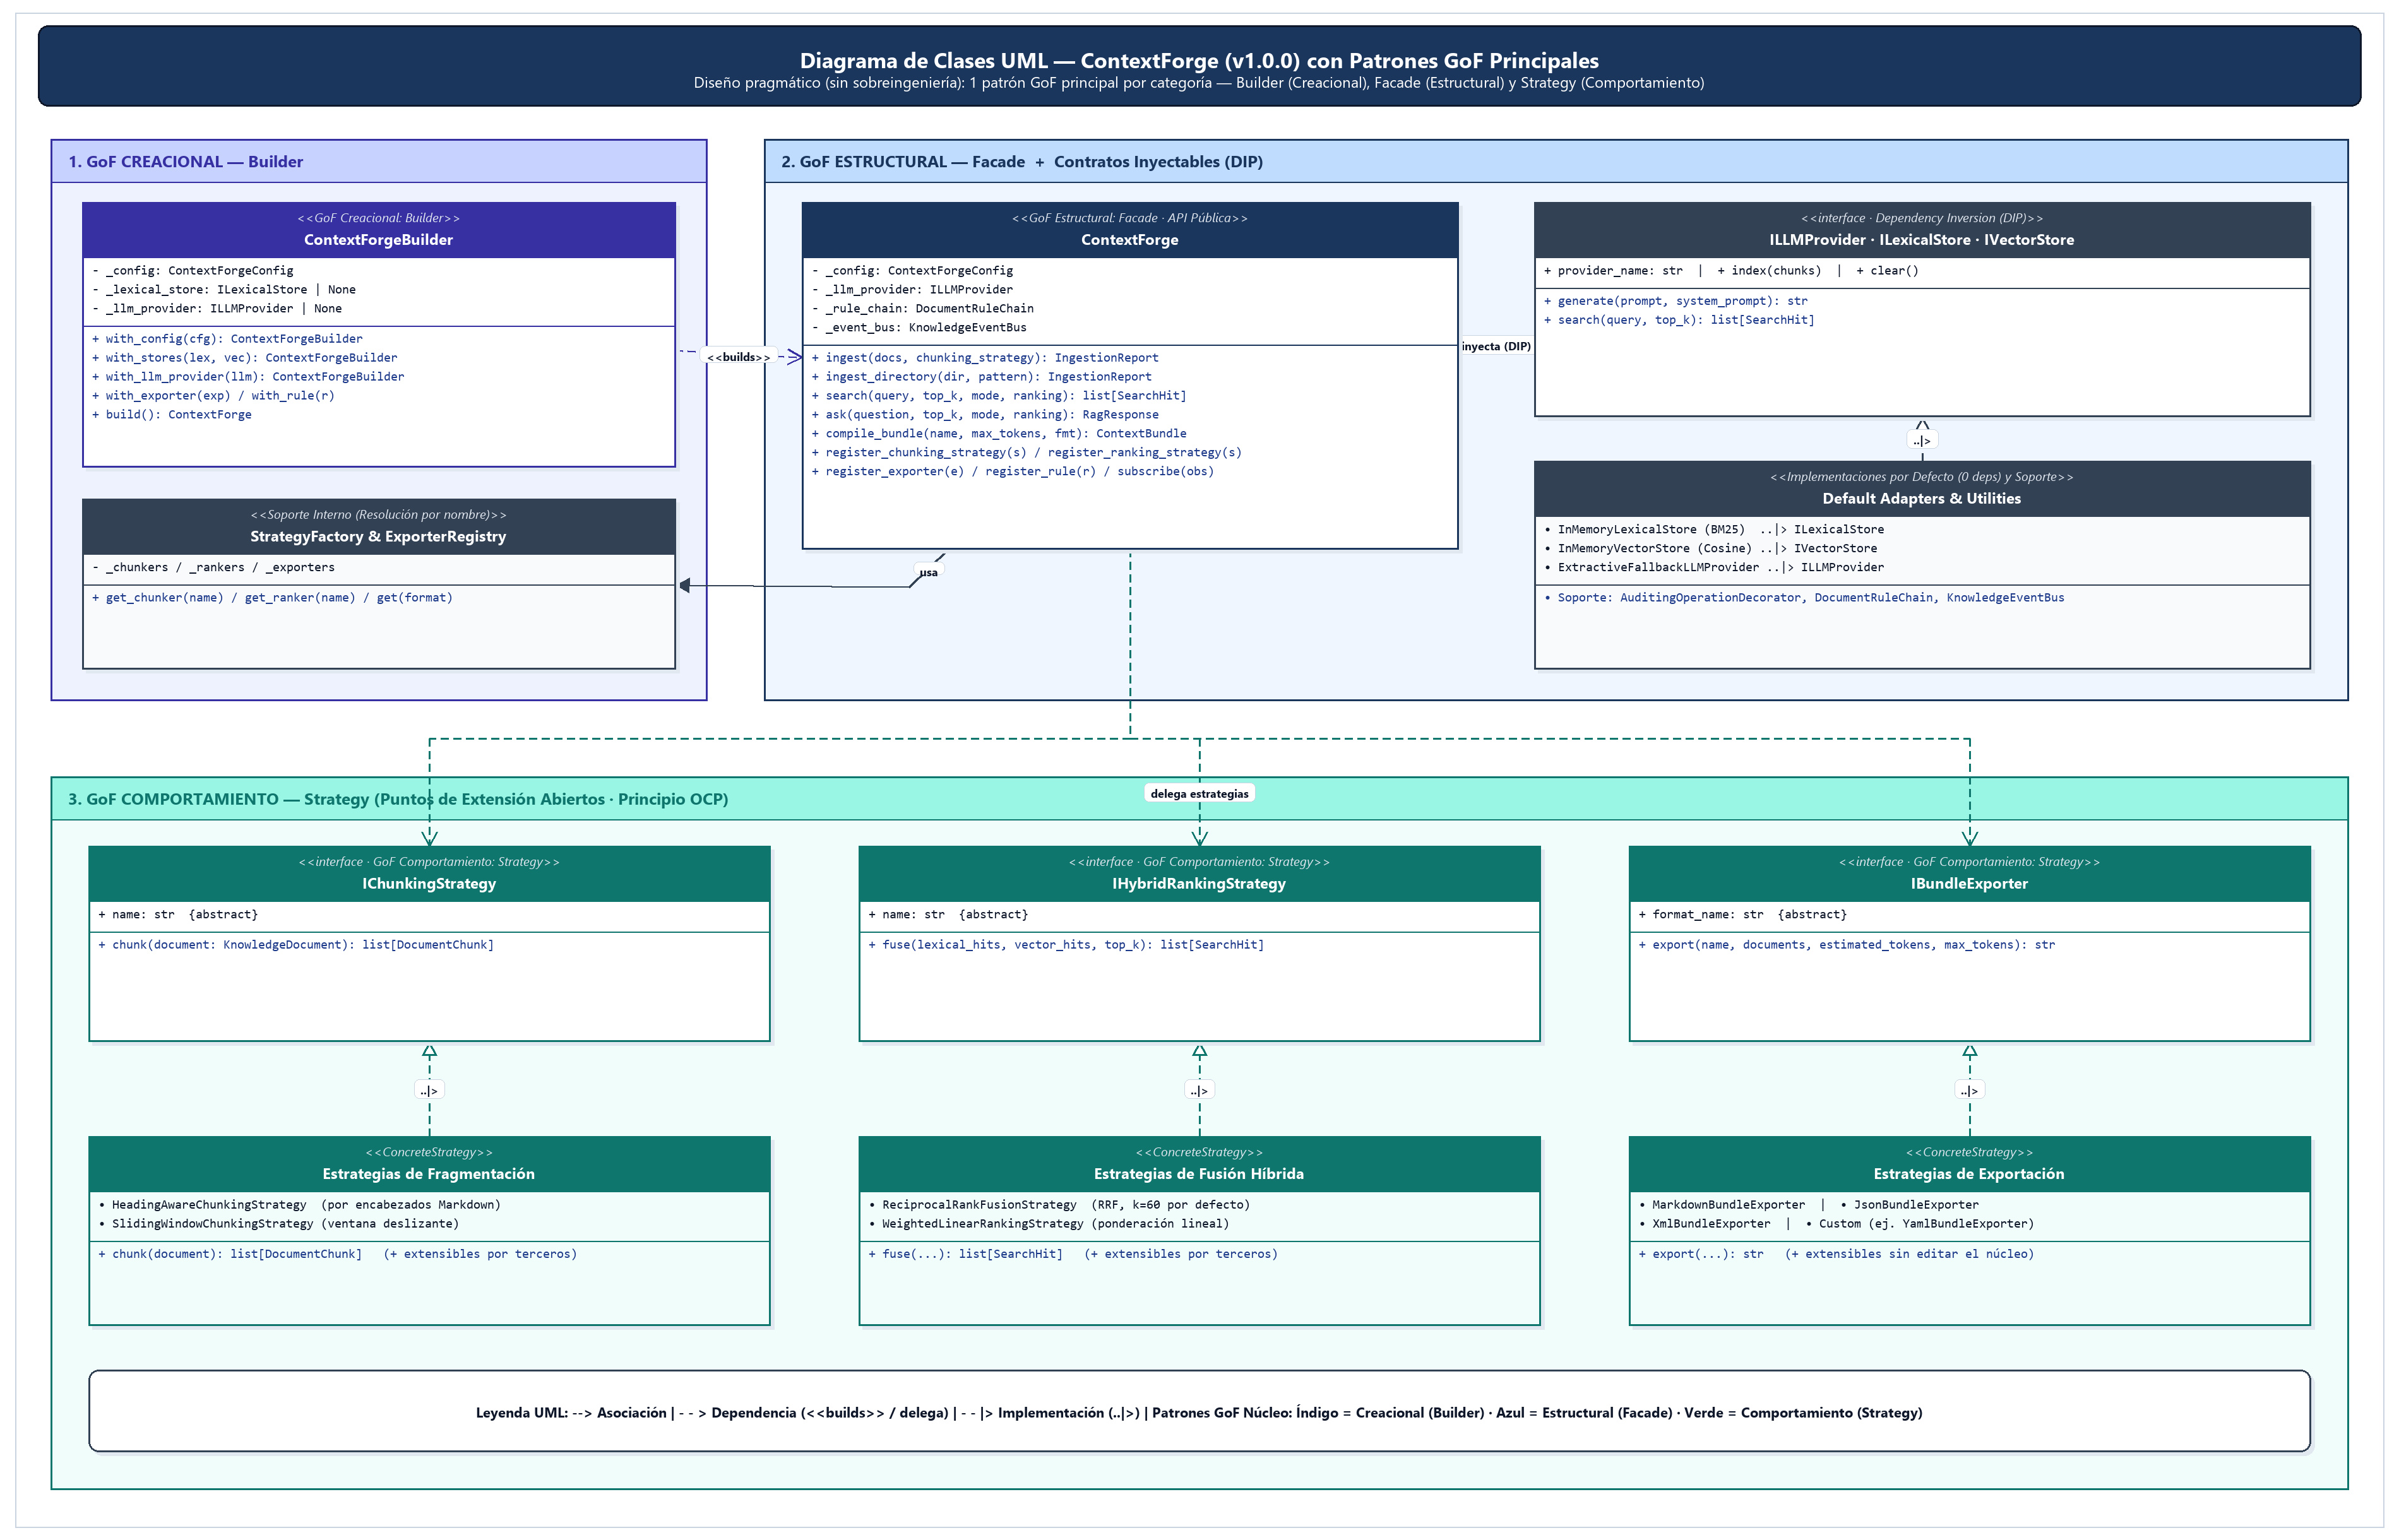 Diagrama de Clases UML — ContextForge (v1.0.0) con Patrones GoF Principales
Diseño pragmático (sin sobreingeniería): 1 patrón GoF principal por categoría — Builder (Creacional), Facade (Estructural) y Strategy (Comportamiento)
1. GoF CREACIONAL — Builder
<<GoF Creacional: Builder>>
ContextForgeBuilder
- _config: ContextForgeConfig
- _lexical_store: ILexicalStore | None
- _llm_provider: ILLMProvider | None
+ with_config(cfg): ContextForgeBuilder
+ with_stores(lex, vec): ContextForgeBuilder
+ with_llm_provider(llm): ContextForgeBuilder
+ with_exporter(exp) / with_rule(r)
+ build(): ContextForge
<<Soporte Interno (Resolución por nombre)>>
StrategyFactory & ExporterRegistry
- _chunkers / _rankers / _exporters
+ get_chunker(name) / get_ranker(name) / get(format)
<<builds>>
2. GoF ESTRUCTURAL — Facade + Contratos Inyectables (DIP)
<<GoF Estructural: Facade · API Pública>>
ContextForge
- _config: ContextForgeConfig
- _llm_provider: ILLMProvider
- _rule_chain: DocumentRuleChain
- _event_bus: KnowledgeEventBus
+ ingest(docs, chunking_strategy): IngestionReport
+ ingest_directory(dir, pattern): IngestionReport
+ search(query, top_k, mode, ranking): list[SearchHit]
+ ask(question, top_k, mode, ranking): RagResponse
+ compile_bundle(name, max_tokens, fmt): ContextBundle
+ register_chunking_strategy(s) / register_ranking_strategy(s)
+ register_exporter(e) / register_rule(r) / subscribe(obs)
usa
inyecta (DIP)
<<interface · Dependency Inversion (DIP)>>
ILLMProvider · ILexicalStore · IVectorStore
+ provider_name: str | + index(chunks) | + clear()
+ generate(prompt, system_prompt): str
+ search(query, top_k): list[SearchHit]
..|>
<<Implementaciones por Defecto (0 deps) y Soporte>>
Default Adapters & Utilities
• InMemoryLexicalStore (BM25) ..|> ILexicalStore
• InMemoryVectorStore (Cosine) ..|> IVectorStore
• ExtractiveFallbackLLMProvider ..|> ILLMProvider
• Soporte: AuditingOperationDecorator, DocumentRuleChain, KnowledgeEventBus
3. GoF COMPORTAMIENTO — Strategy (Puntos de Extensión Abiertos · Principio OCP)
delega estrategias
<<interface · GoF Comportamiento: Strategy>>
IChunkingStrategy
+ name: str {abstract}
+ chunk(document: KnowledgeDocument): list[DocumentChunk]
<<interface · GoF Comportamiento: Strategy>>
IHybridRankingStrategy
+ name: str {abstract}
+ fuse(lexical_hits, vector_hits, top_k): list[SearchHit]
<<interface · GoF Comportamiento: Strategy>>
IBundleExporter
+ format_name: str {abstract}
+ export(name, documents, estimated_tokens, max_tokens): str
..|>
..|>
..|>
<<ConcreteStrategy>>
Estrategias de Fragmentación
• HeadingAwareChunkingStrategy (por encabezados Markdown)
• SlidingWindowChunkingStrategy (ventana deslizante)
+ chunk(document): list[DocumentChunk] (+ extensibles por terceros)
<<ConcreteStrategy>>
Estrategias de Fusión Híbrida
• ReciprocalRankFusionStrategy (RRF, k=60 por defecto)
• WeightedLinearRankingStrategy (ponderación lineal)
+ fuse(...): list[SearchHit] (+ extensibles por terceros)
<<ConcreteStrategy>>
Estrategias de Exportación
• MarkdownBundleExporter | • JsonBundleExporter
• XmlBundleExporter | • Custom (ej. YamlBundleExporter)
+ export(...): str (+ extensibles sin editar el núcleo)
Leyenda UML: --> Asociación | - - > Dependencia (<<builds>> / delega) | - - |> Implementación (..|>) | Patrones GoF Núcleo: Índigo = Creacional (Builder) · Azul = Estructural (Facade) · Verde = Comportamiento (Strategy)